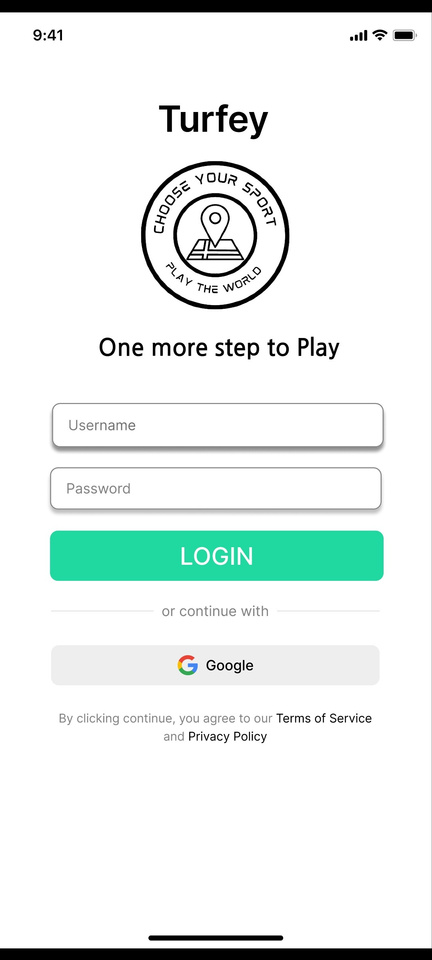 9:41
Turfey
CHOOSE YOUR SPORT
PLAY THE WORLD
One more step to Play
Username
Password
LOGIN
or continue with
Google
By clicking continue, you agree to our Terms of Service
and Privacy Policy